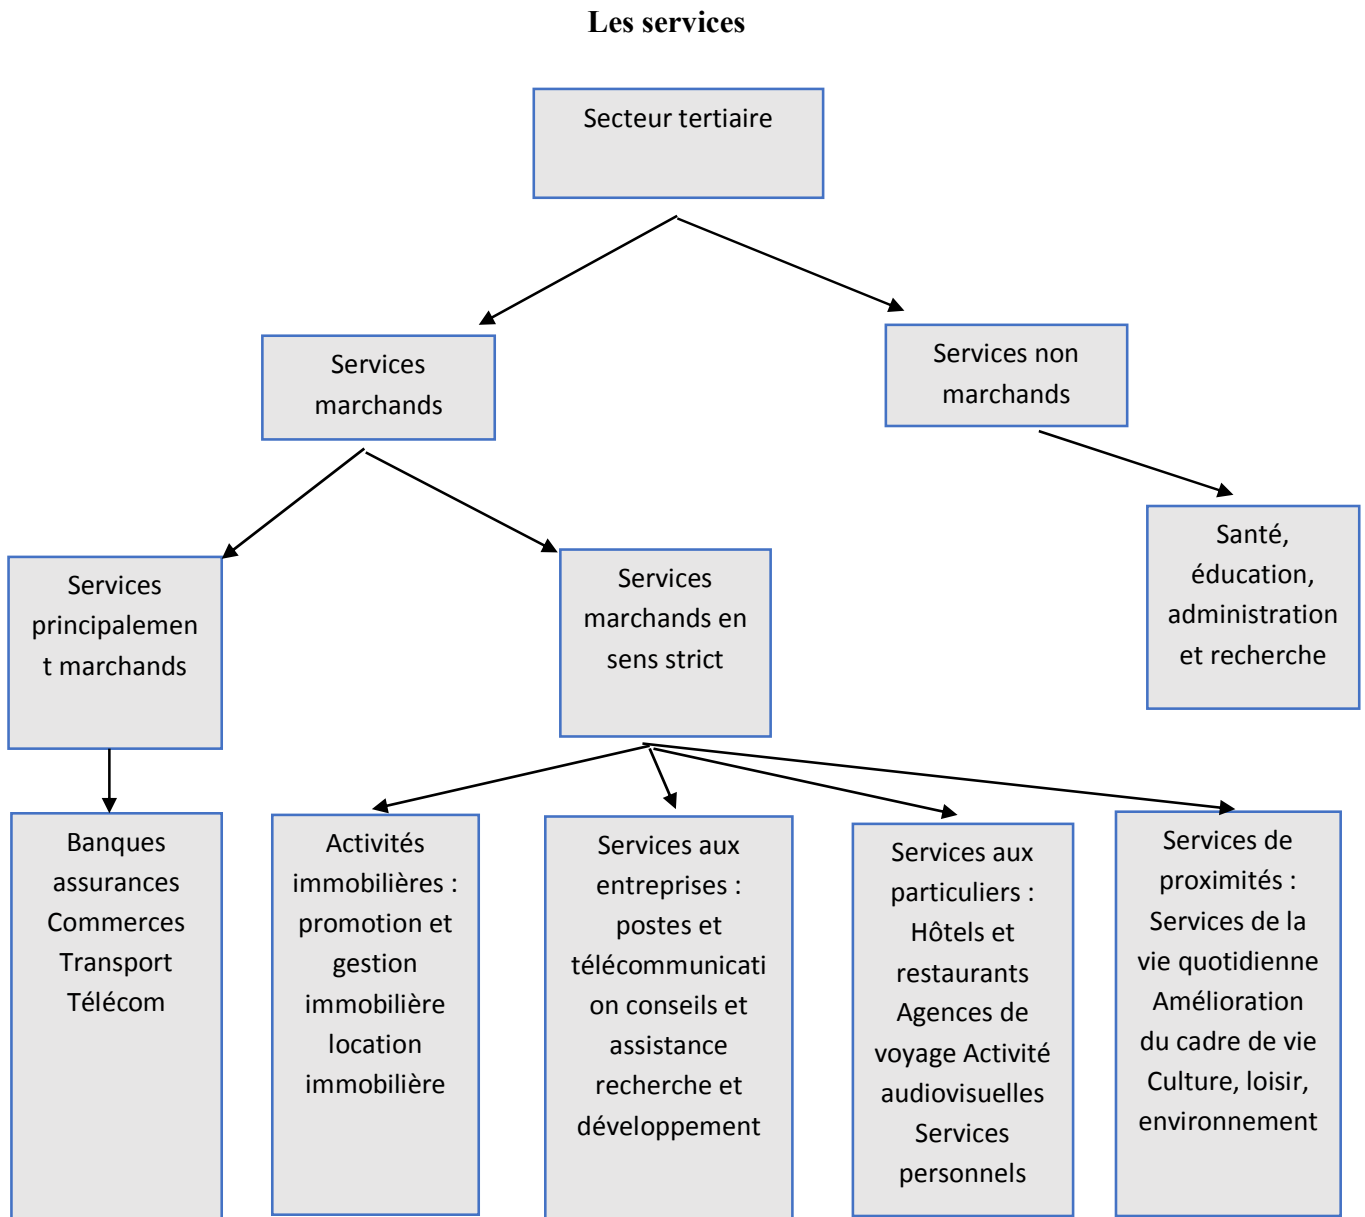 Les services
Secteur tertiaire
Services
marchands
Services non
marchands
Services
principalemen
t marchands
Services
marchands en
sens strict
Santé,
éducation,
administration
et recherche
Banques
assurances
Commerces
Transport
Télécom
Activités
immobilières :
promotion et
gestion
immobilière
location
immobilière
Services aux
entreprises :
postes et
télécommunicati
on conseils et
assistance
recherche et
développement
Services aux
particuliers :
Hôtels et
restaurants
Agences de
voyage Activité
audiovisuelles
Services
personnels
Services de
proximités :
Services de la
vie quotidienne
Amélioration
du cadre de vie
Culture, loisir,
environnement